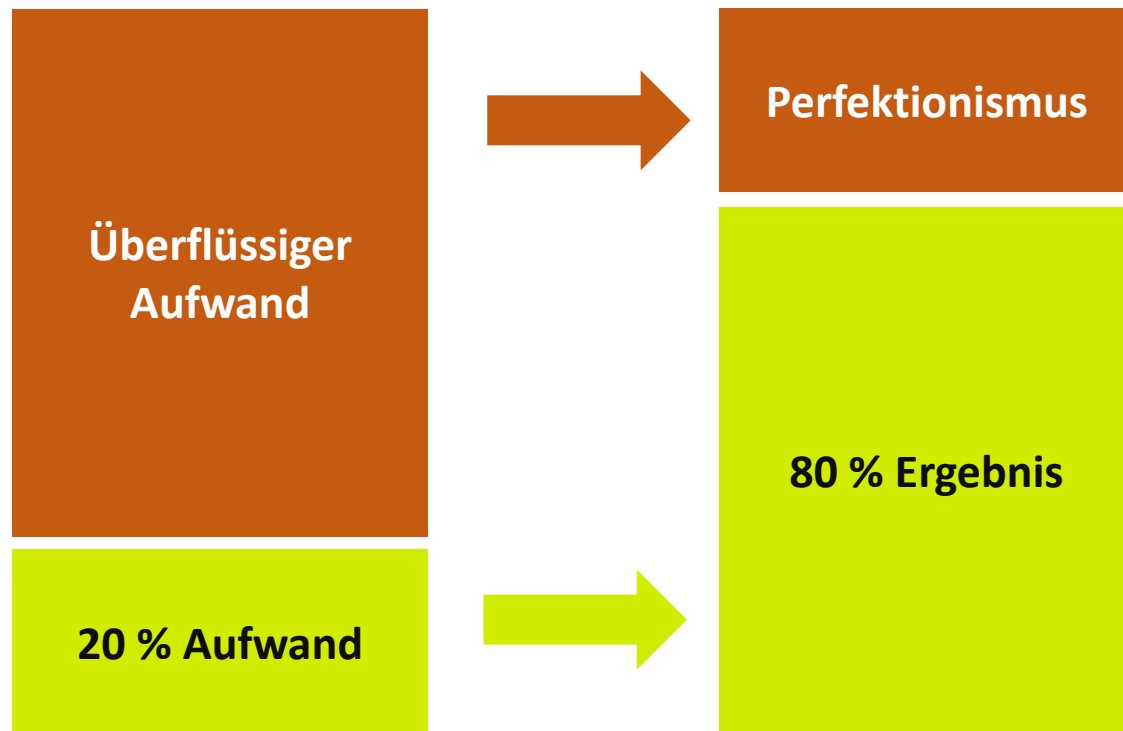 Überflüssiger
Aufwand
Perfektionismus
20 % Aufwand
80 % Ergebnis